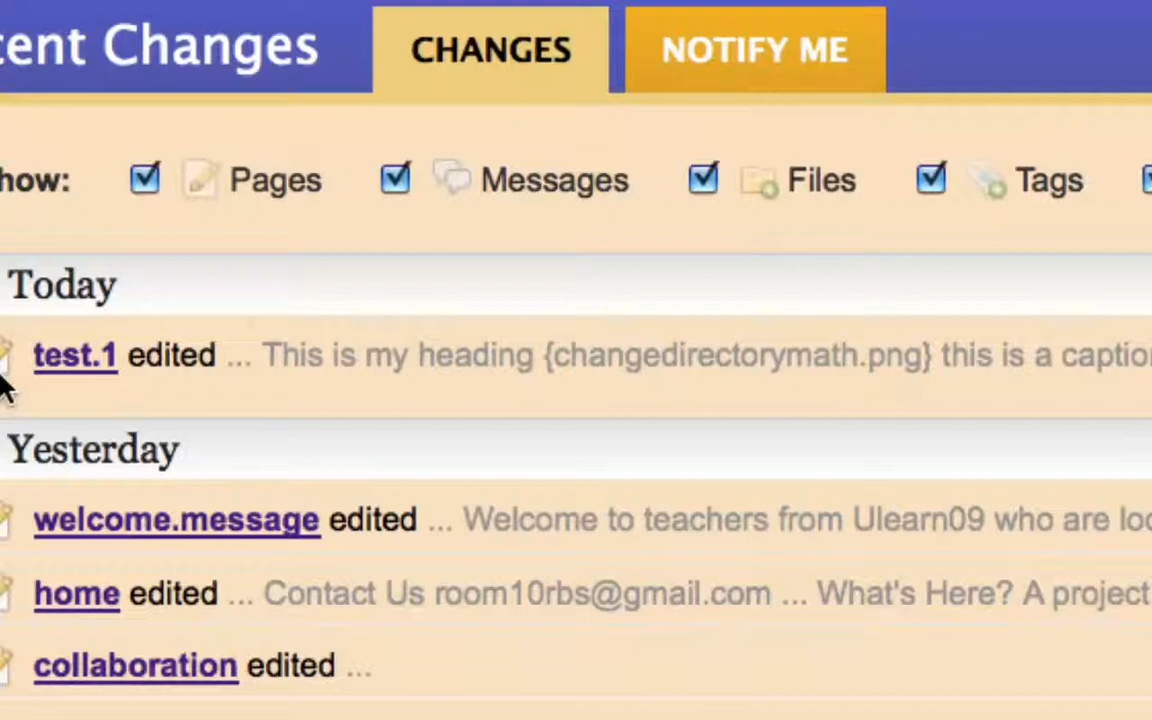 cent Changes CHANGES NOTIFY ME
how: Pages Messages Files Tags
Today
test.1 edited ... This is my heading {changedirectorymath.png} this is a captio
Yesterday
welcome.message edited ... Welcome to teachers from Ulearn09 who are loo
home edited ... Contact Us room10rbs@gmail.com ... What's Here? A project
collaboration edited ...